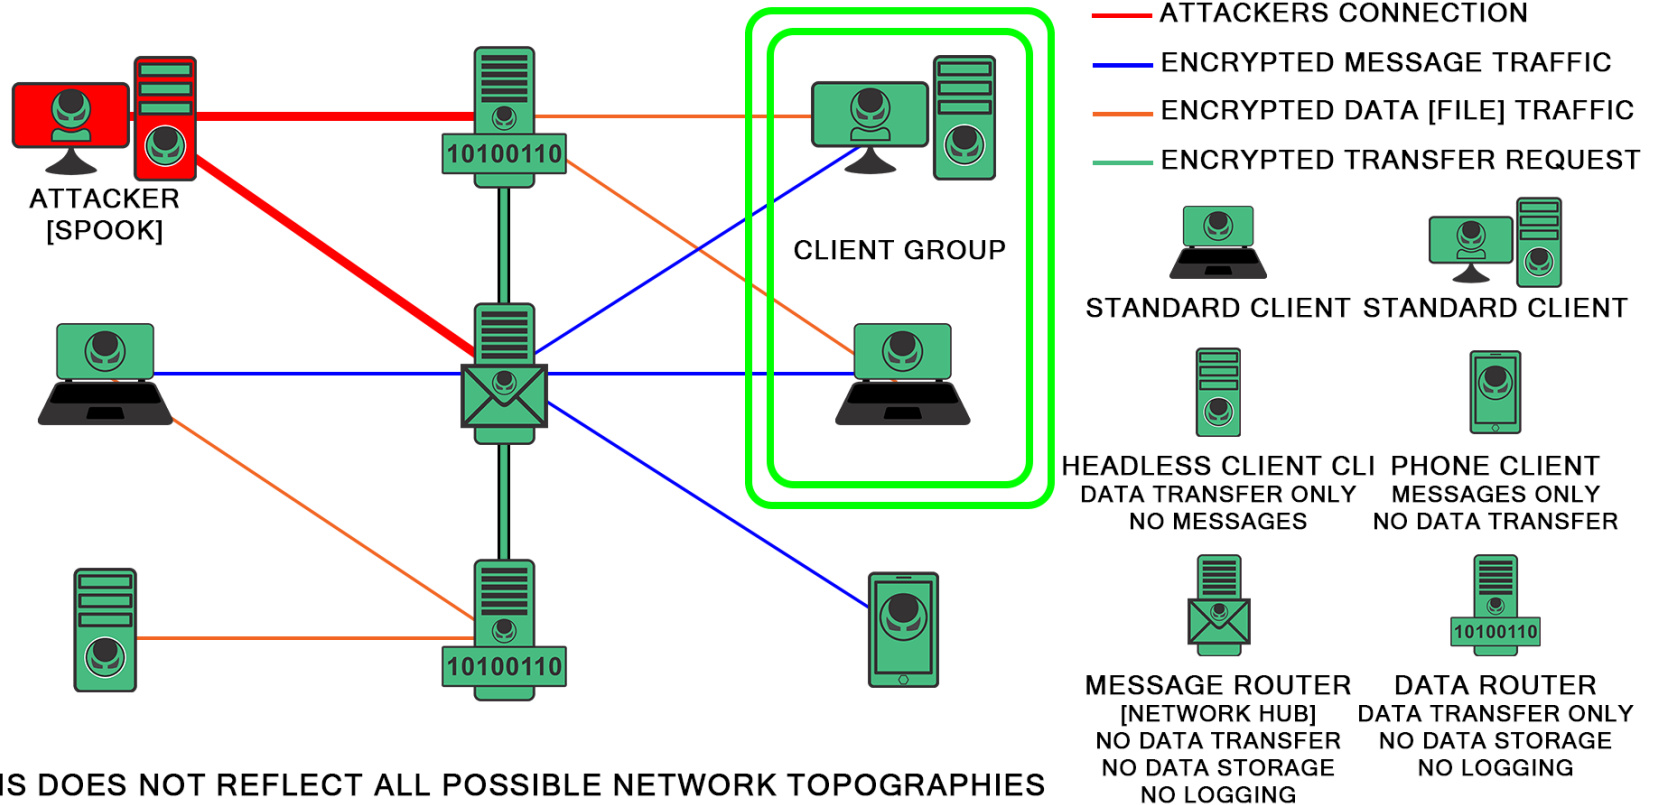 ATTACKERS CONNECTION
ENCRYPTED MESSAGE TRAFFIC
ENCRYPTED DATA [FILE] TRAFFIC
ENCRYPTED TRANSFER REQUEST
10100110
ATTACKER
[SPOOK]
CLIENT GROUP
STANDARD CLIENT
STANDARD CLIENT
HEADLESS CLIENT CLI
DATA TRANSFER ONLY
NO MESSAGES
PHONE CLIENT
MESSAGES ONLY
NO DATA TRANSFER
10100110
10100110
MESSAGE ROUTER
[NETWORK HUB]
NO DATA TRANSFER
NO DATA STORAGE
NO LOGGING
DATA ROUTER
DATA TRANSFER ONLY
NO DATA STORAGE
NO LOGGING
IS DOES NOT REFLECT ALL POSSIBLE NETWORK TOPOGRAPHIES